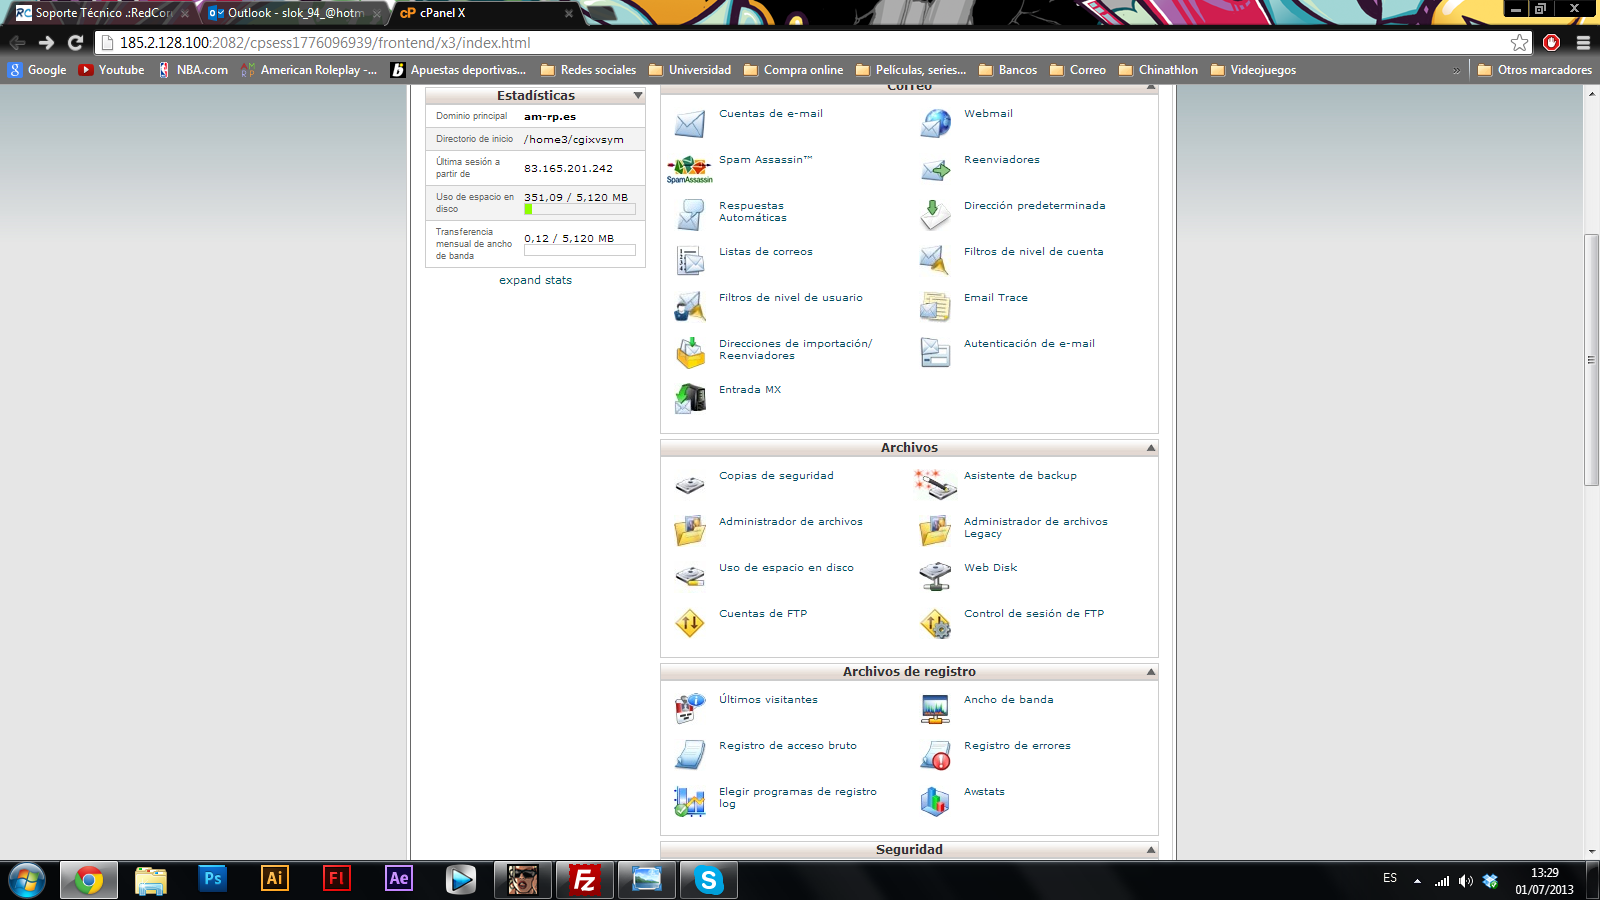 Soporte Técnico .:RedCor
Outlook - slok_94_@hotm
cP
cPanel X
185.2.128.100:2082/cpsess1776096939/frontend/x3/index.html
Google
Youtube
NBA.com
American Roleplay -...
Apuestas deportivas...
Redes sociales
Universidad
Compra online
Películas, series...
Bancos
Correo
Chinathlon
Videojuegos
»
Otros marcadores
Estadísticas
Dominio principal am-rp.es
Directorio de inicio /home3/cgixvsym
Última sesión a
partir de
83.165.201.242
Uso de espacio en
disco
351,09 / 5,120 MB
Transferencia
mensual de ancho
de banda
0,12 / 5,120 MB
expand stats
Correo
Cuentas de e-mail
Webmail
SpamAssassin
Spam Assassin™
Reenviadores
Respuestas
Automáticas
Dirección predeterminada
Listas de correos
Filtros de nivel de cuenta
Filtros de nivel de usuario
Email Trace
Direcciones de importación/
Reenviadores
Autenticación de e-mail
Entrada MX
Archivos
Copias de seguridad
Asistente de backup
Administrador de archivos
Administrador de archivos
Legacy
Uso de espacio en disco
Web Disk
Cuentas de FTP
Control de sesión de FTP
Archivos de registro
Últimos visitantes
Ancho de banda
Registro de acceso bruto
Registro de errores
Elegir programas de registro
log
Awstats
Seguridad
Ps
Ai
Fl
Ae
Fz
S
ES
13:29
01/07/2013